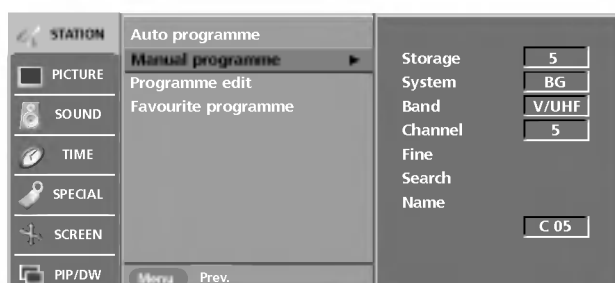 STATION
PICTURE
SOUND
TIME
SPECIAL
SCREEN
PIP/DW
Auto programme
Manual programme
Programme edit
Favourite programme
Menu Prev.
Storage 5
System BG
Band V/UHF
Channel 5
Fine
Search
Name
C 05